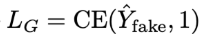 L_G = CE(Ŷ_fake, 1)